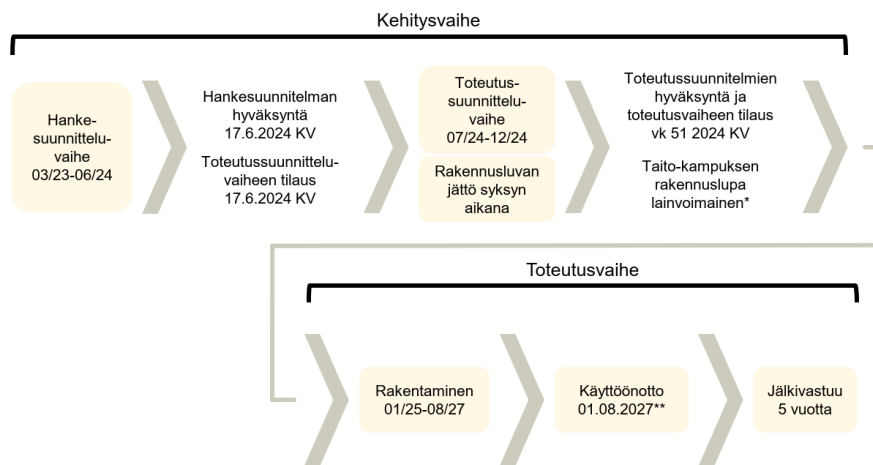 Kehitysvaihe
Hanke-
suunnittelu-
vaihe
03/23-06/24
Hankesuunnitelman
hyväksyntä
17.6.2024 KV
Toteutussuunnittelu-
vaiheen tilaus
17.6.2024 KV
Toteutus-
suunnittelu-
vaihe
07/24-12/24
Rakennusluvan
jättö syksyn
aikana
Toteutussuunnitelmien
hyväksyntä ja
toteutusvaiheen tilaus
vk 51 2024 KV
Taito-kampuksen
rakennuslupa
lainvoimainen*
Toteutusvaihe
Rakentaminen
01/25-08/27
Käyttöönotto
01.08.2027**
Jälkivastuu
5 vuotta